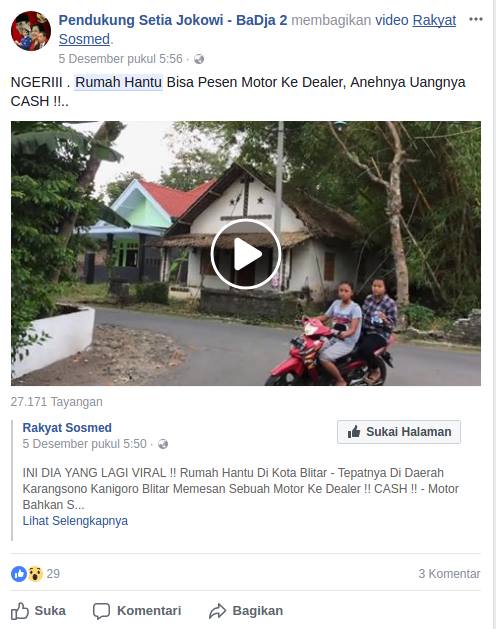 Pendukung Setia Jokowi - BaDja 2 membagikan video Rakyat
Sosmed.
5 Desember pukul 5:56 ·
NGERIII . Rumah Hantu Bisa Pesen Motor Ke Dealer, Anehnya Uangnya
CASH !!..
27.171 Tayangan
Rakyat Sosmed
5 Desember pukul 5:50 ·
Sukai Halaman
INI DIA YANG LAGI VIRAL !! Rumah Hantu Di Kota Blitar - Tepatnya Di Daerah
Karangsono Kanigoro Blitar Memesan Sebuah Motor Ke Dealer !! CASH !! - Motor
Bahkan S...
Lihat Selengkapnya
29
3 Komentar
Suka Komentari Bagikan